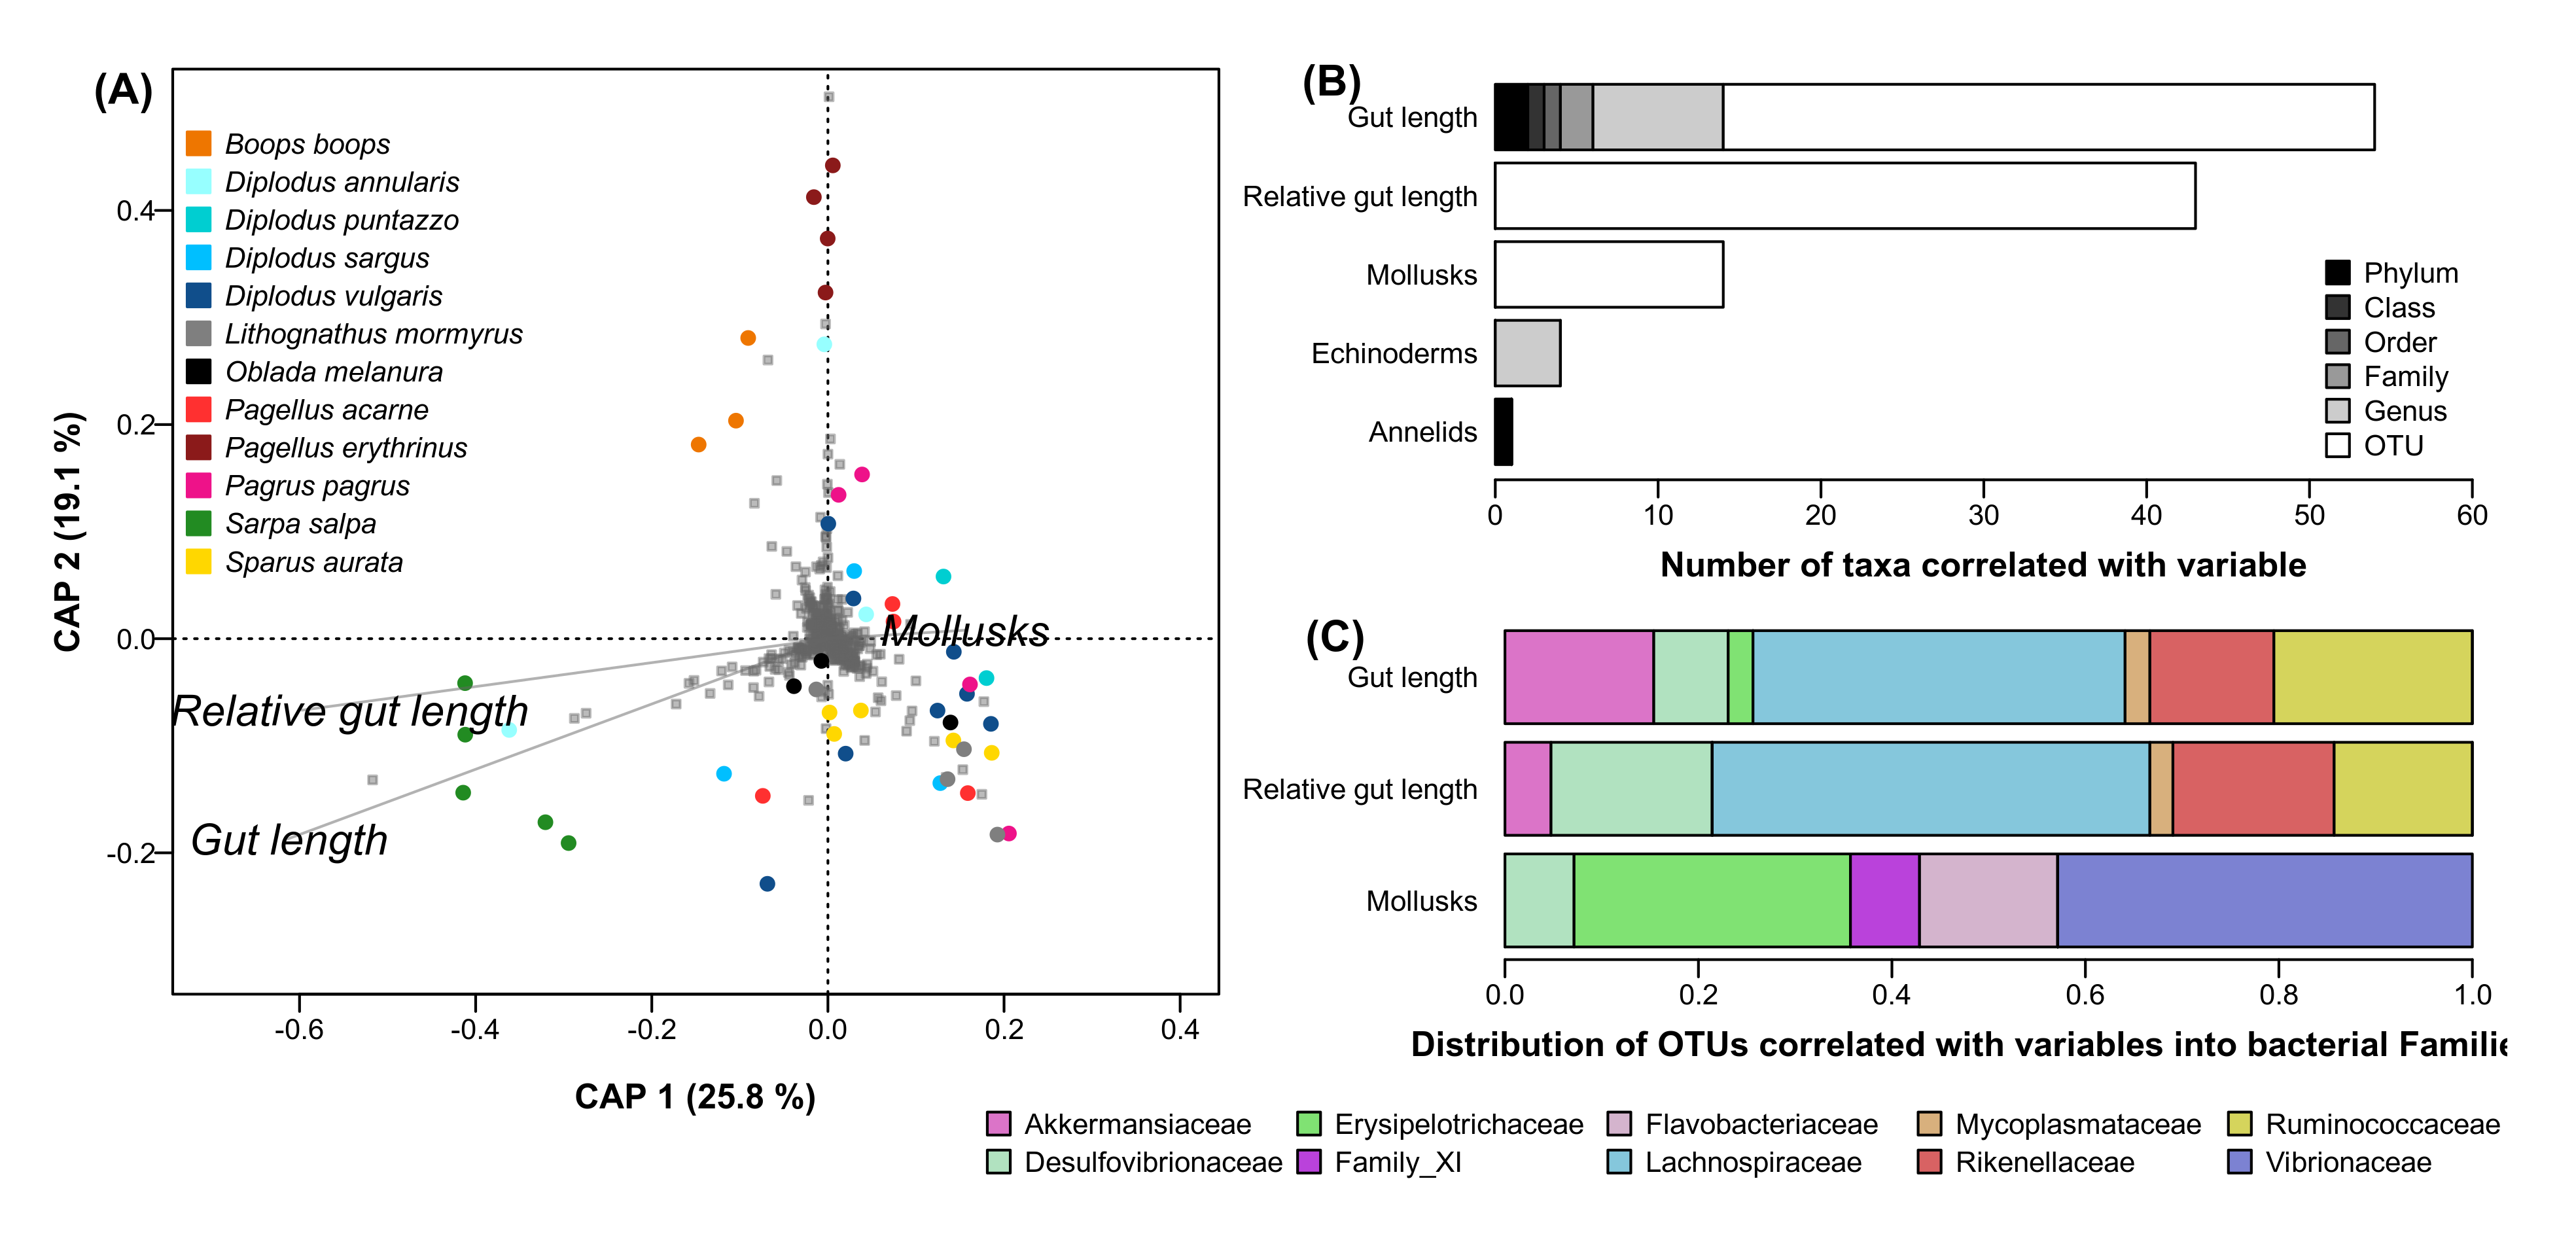 (A)
Boops boops
Diplodus annularis
Diplodus puntazzo
Diplodus sargus
Diplodus vulgaris
Lithognathus mormyrus
Oblada melanura
Pagellus acarne
Pagellus erythrinus
Pagrus pagrus
Sarpa salpa
Sparus aurata
CAP 2 (19.1 %)
0.4
0.2
0.0
-0.2
Mollusks
Relative gut length
Gut length
-0.6 -0.4 -0.2 0.0 0.2 0.4
CAP 1 (25.8 %)
(B)
Gut length
Relative gut length
Mollusks
Echinoderms
Annelids
Phylum
Class
Order
Family
Genus
OTU
0 10 20 30 40 50 60
Number of taxa correlated with variable
(C)
Gut length
Relative gut length
Mollusks
0.0 0.2 0.4 0.6 0.8 1.0
Distribution of OTUs correlated with variables into bacterial Familie
Akkermansiaceae Erysipelotrichaceae Flavobacteriaceae Mycoplasmataceae Ruminococcaceae
Desulfovibrionaceae Family_XI Lachnospiraceae Rikenellaceae Vibrionaceae